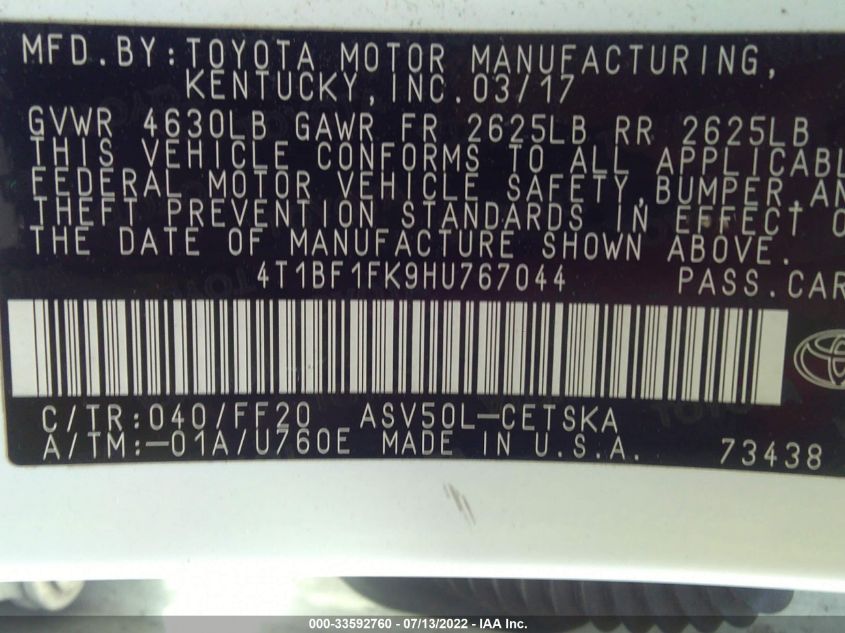 MFD.BY:TOYOTA MOTOR MANUFACTURING,
KENTUCKY,INC.03/17
GVWR 4630LB GAWR FR 2625LB RR 2625LB
THIS VEHICLE CONFORMS TO ALL APPLICABL
FEDERAL MOTOR VEHICLE SAFETY,BUMPER,AN
THEFT PREVENTION STANDARDS IN EFFECT O
THE DATE OF MANUFACTURE SHOWN ABOVE.
4T1BF1FK9HU767044 PASS.CAR
C/TR:040/FF20 ASV50L-CETSKA
A/TM:-01A/U760E MADE IN U.S.A. 73438
000-33592760 - 07/13/2022 - IAA Inc.